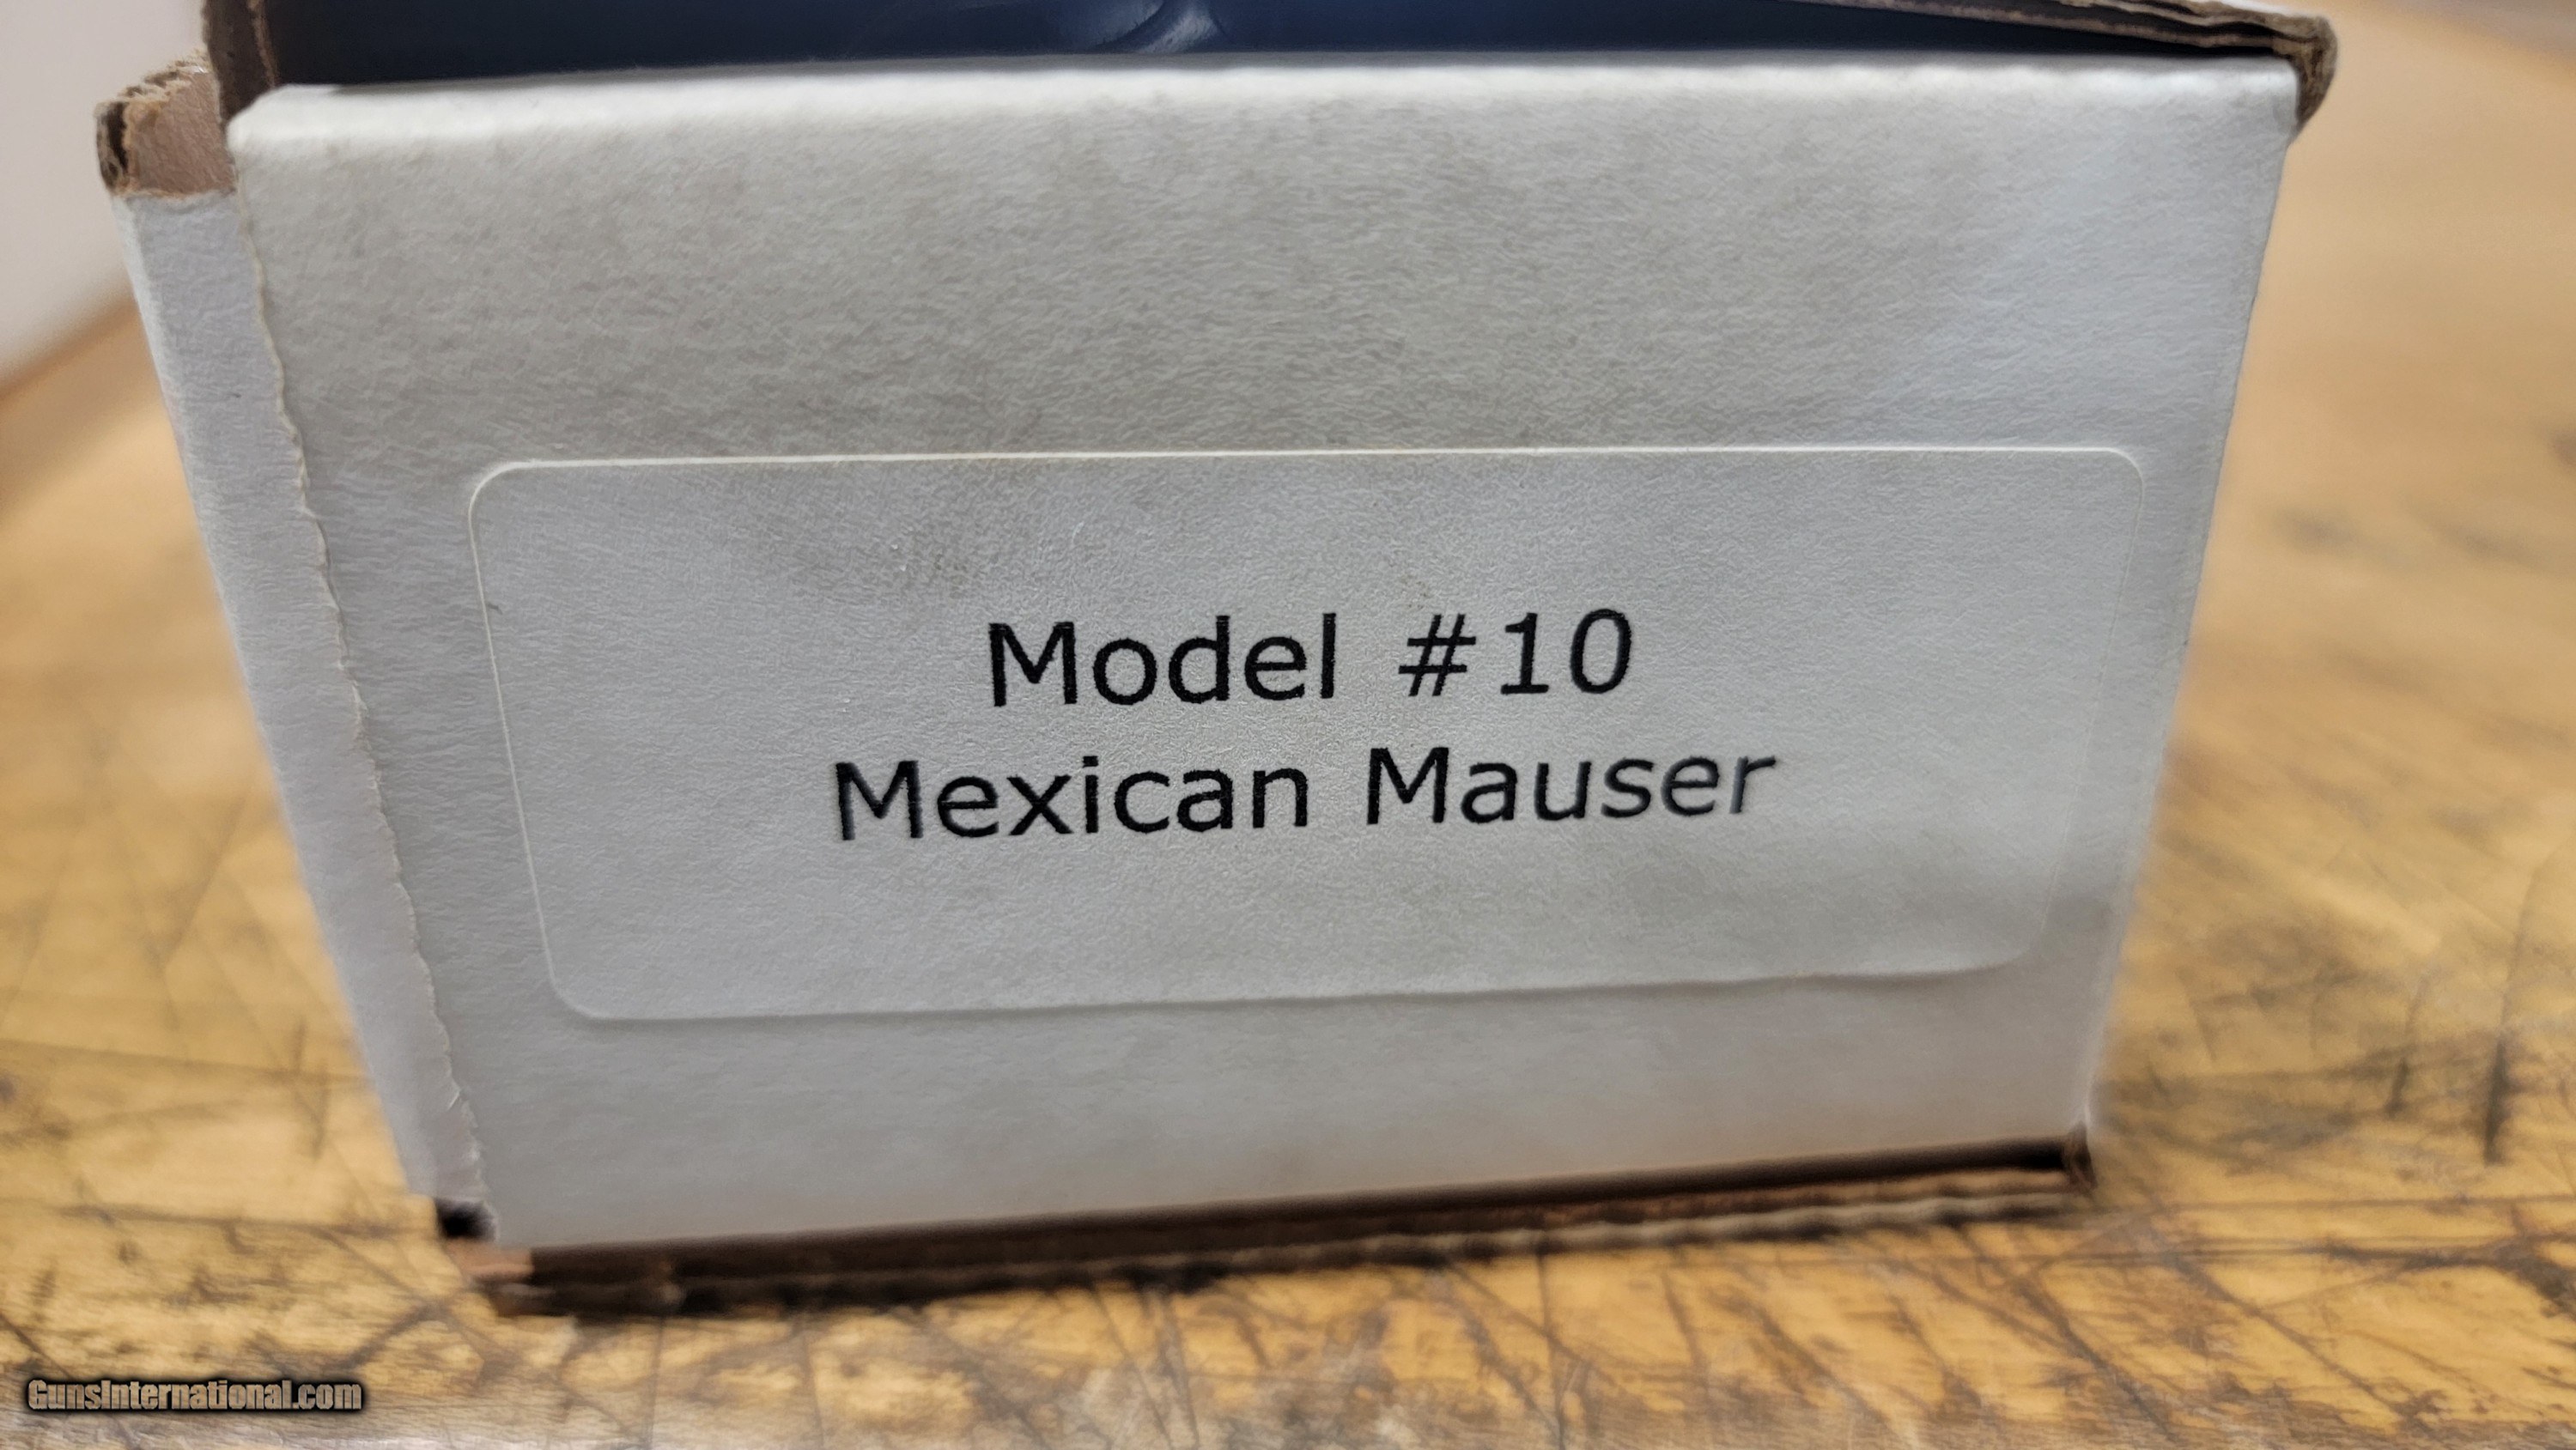 Model #10
Mexican Mauser
GunsInternational.com